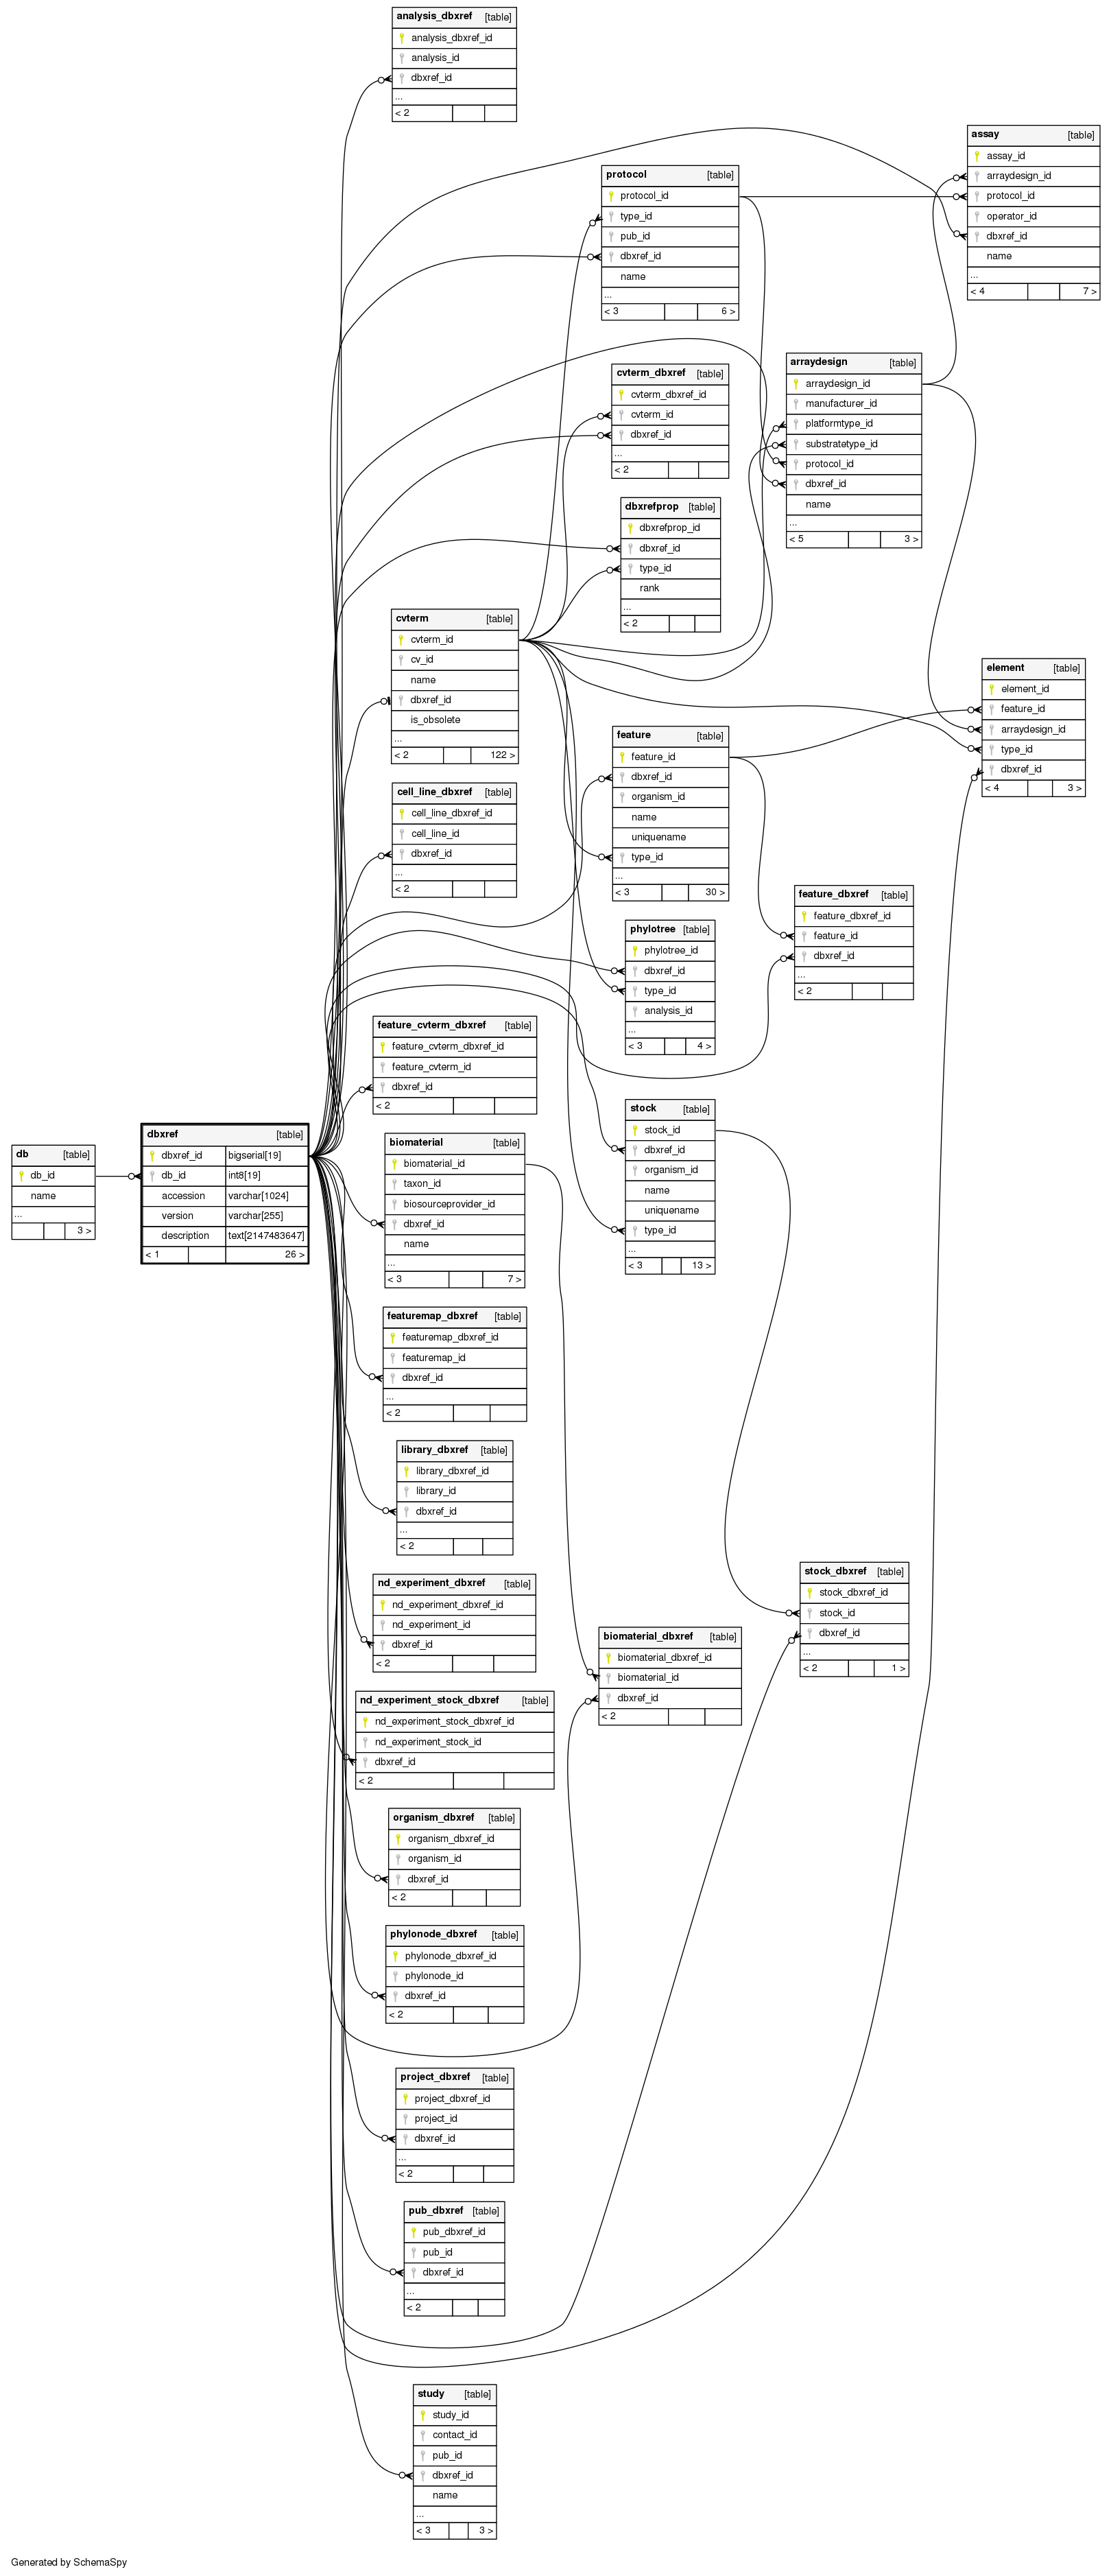 analysis_dbxref [table]
analysis_dbxref_id
analysis_id
dbxref_id
...
< 2
assay [table]
assay_id
arraydesign_id
protocol_id
operator_id
dbxref_id
name
...
< 4 7 >
protocol [table]
protocol_id
type_id
pub_id
dbxref_id
name
...
< 3 6 >
arraydesign [table]
arraydesign_id
manufacturer_id
platformtype_id
substratetype_id
protocol_id
dbxref_id
name
...
< 5 3 >
cvterm_dbxref [table]
cvterm_dbxref_id
cvterm_id
dbxref_id
...
< 2
dbxrefprop [table]
dbxrefprop_id
dbxref_id
type_id
rank
...
< 2
cvterm [table]
cvterm_id
cv_id
name
dbxref_id
is_obsolete
...
< 2 122 >
element [table]
element_id
feature_id
arraydesign_id
type_id
dbxref_id
< 4 3 >
feature [table]
feature_id
dbxref_id
organism_id
name
uniquename
type_id
...
< 3 30 >
cell_line_dbxref [table]
cell_line_dbxref_id
cell_line_id
dbxref_id
...
< 2
feature_dbxref [table]
feature_dbxref_id
feature_id
dbxref_id
...
< 2
phylotree [table]
phylotree_id
dbxref_id
type_id
analysis_id
...
< 3 4 >
feature_cvterm_dbxref [table]
feature_cvterm_dbxref_id
feature_cvterm_id
dbxref_id
< 2
stock [table]
stock_id
dbxref_id
organism_id
name
uniquename
type_id
...
< 3 13 >
db [table]
db_id
name
...
3 >
dbxref [table]
dbxref_id bigserial[19]
db_id int8[19]
accession varchar[1024]
version varchar[255]
description text[2147483647]
< 1 26 >
biomaterial [table]
biomaterial_id
taxon_id
biosourceprovider_id
dbxref_id
name
...
< 3 7 >
featuremap_dbxref [table]
featuremap_dbxref_id
featuremap_id
dbxref_id
...
< 2
library_dbxref [table]
library_dbxref_id
library_id
dbxref_id
...
< 2
nd_experiment_dbxref [table]
nd_experiment_dbxref_id
nd_experiment_id
dbxref_id
< 2
stock_dbxref [table]
stock_dbxref_id
stock_id
dbxref_id
...
< 2 1 >
biomaterial_dbxref [table]
biomaterial_dbxref_id
biomaterial_id
dbxref_id
< 2
nd_experiment_stock_dbxref [table]
nd_experiment_stock_dbxref_id
nd_experiment_stock_id
dbxref_id
< 2
organism_dbxref [table]
organism_dbxref_id
organism_id
dbxref_id
< 2
phylonode_dbxref [table]
phylonode_dbxref_id
phylonode_id
dbxref_id
< 2
project_dbxref [table]
project_dbxref_id
project_id
dbxref_id
...
< 2
pub_dbxref [table]
pub_dbxref_id
pub_id
dbxref_id
...
< 2
study [table]
study_id
contact_id
pub_id
dbxref_id
name
...
< 3 3 >
Generated by SchemaSpy